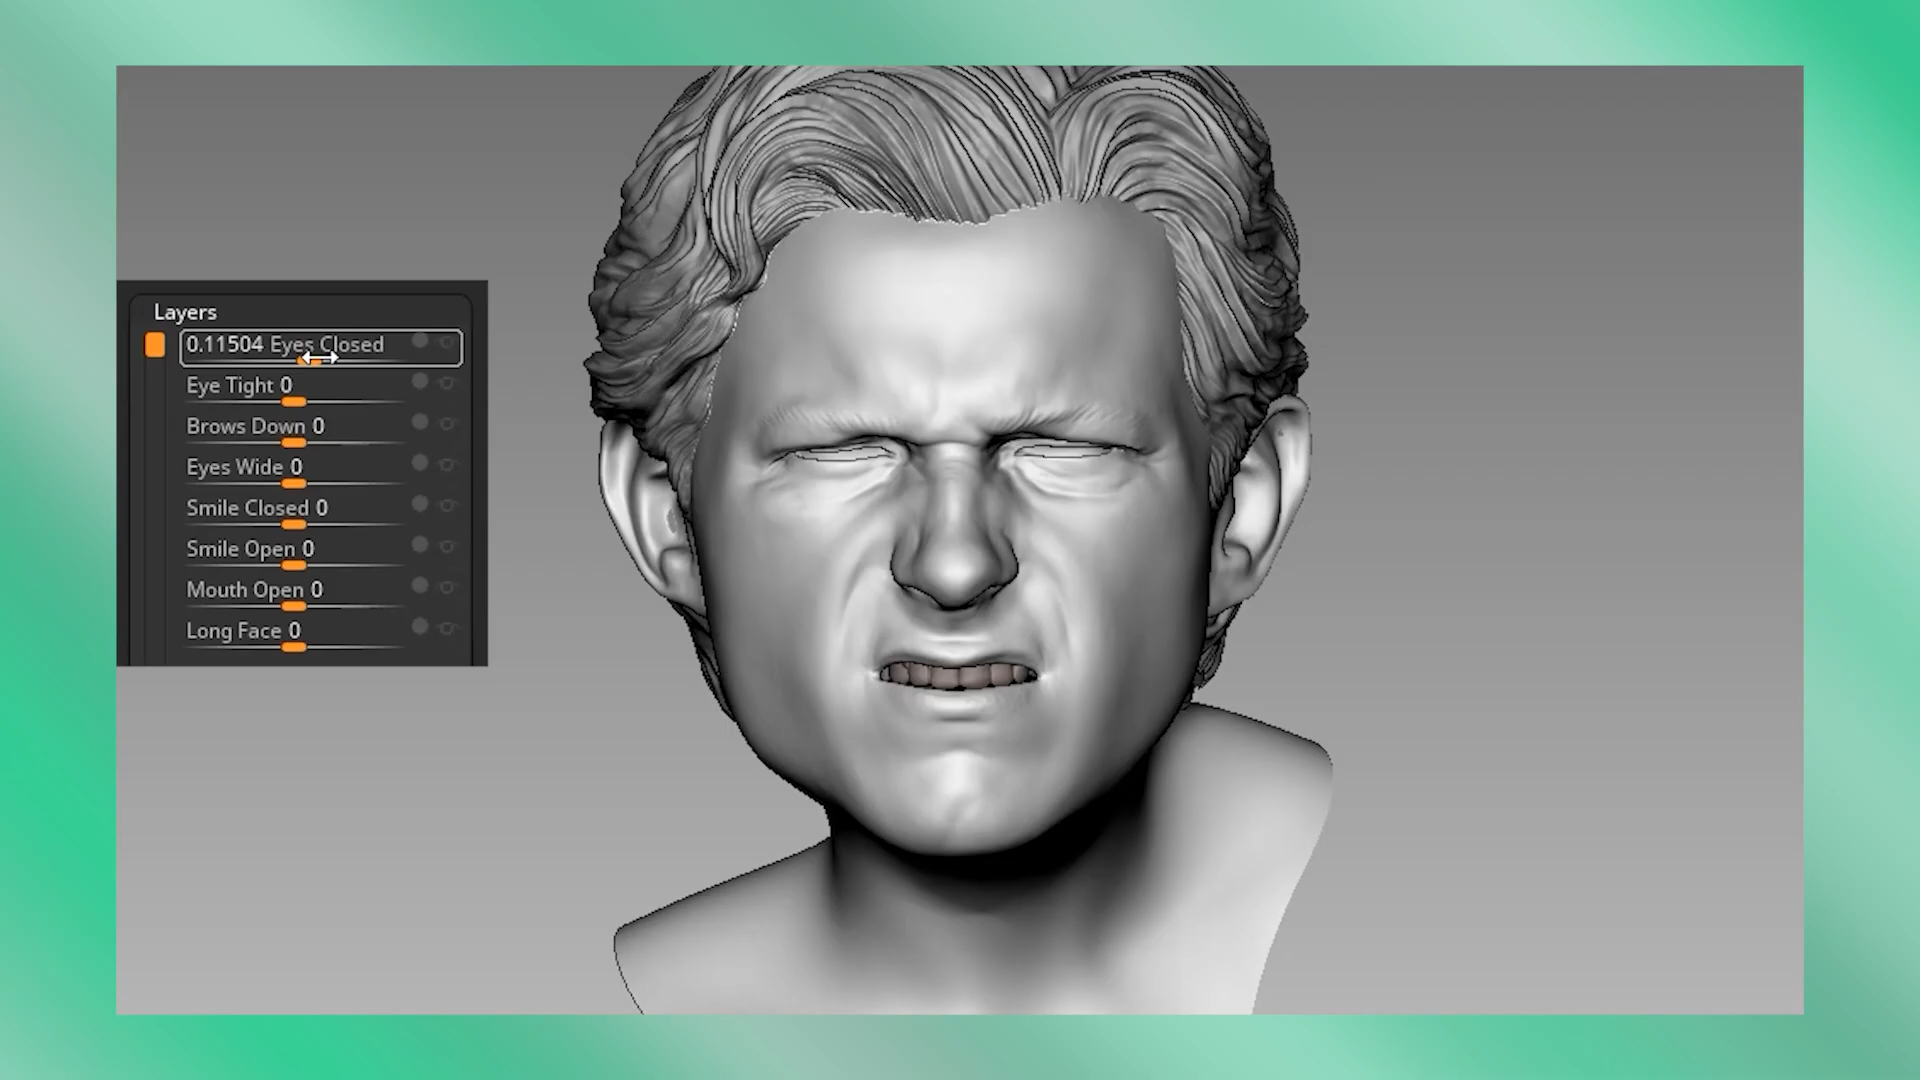 Layers
0.11504 Eyes Closed
Eye Tight 0
Brows Down 0
Eyes Wide 0
Smile Closed 0
Smile Open 0
Mouth Open 0
Long Face 0